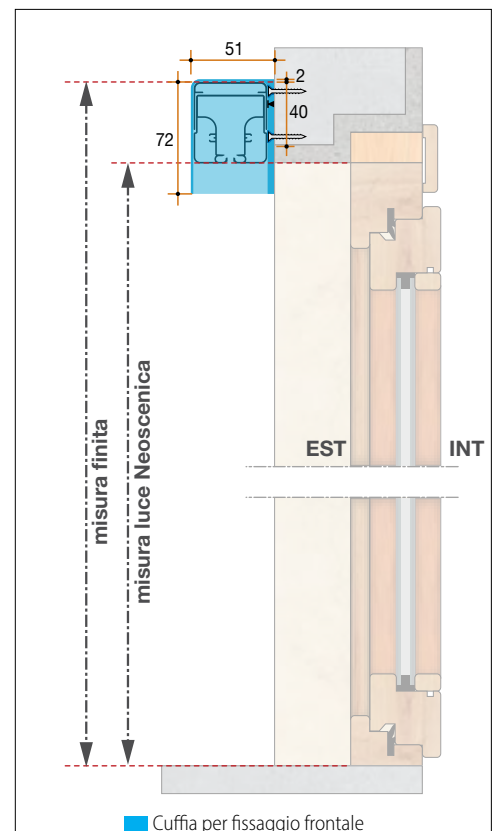 51
2
40
72
misura finita
misura luce Neoscenica
EST
INT
Cuffia per fissaggio frontale